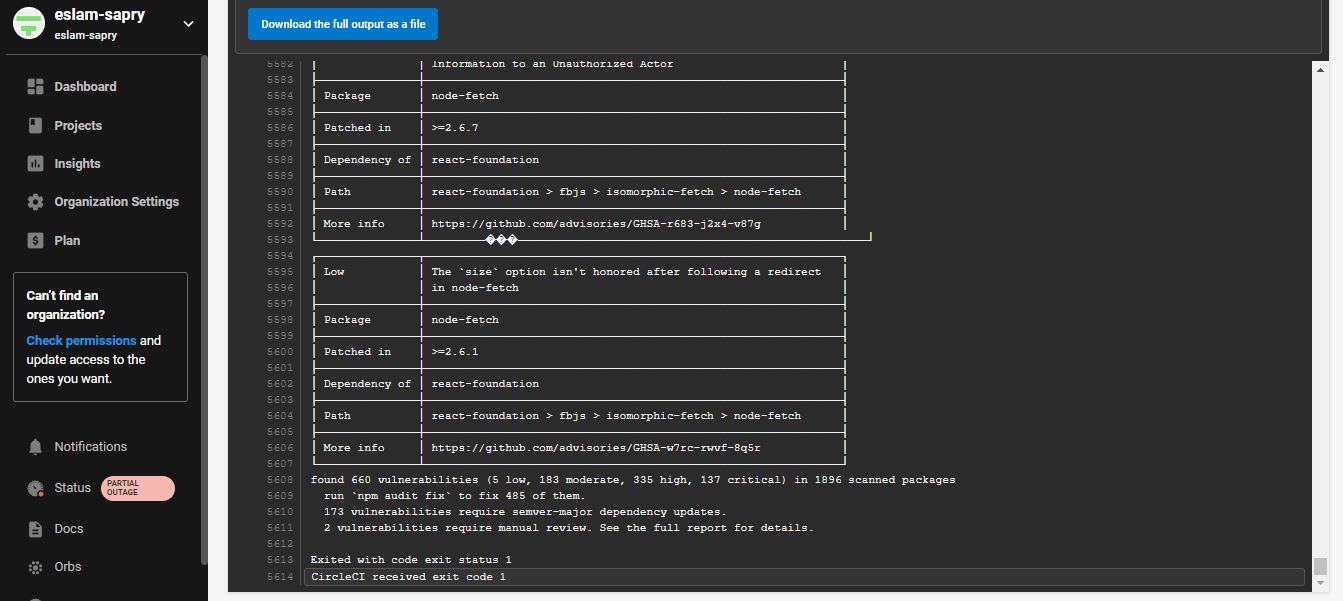 eslam-sapry
eslam-sapry
Dashboard
Projects
Insights
Organization Settings
Plan
Can't find an
organization?
Check permissions and
update access to the
ones you want.
Notifications
Status PARTIAL OUTAGE
Docs
Orbs
Download the full output as a file
5582 Information to an Unauthorized Actor
5583
5584 Package node-fetch
5585
5586 Patched in >=2.6.7
5587
5588 Dependency of react-foundation
5589
5590 Path react-foundation > fbjs > isomorphic-fetch > node-fetch
5591
5592 More info https://github.com/advisories/GHSA-r683-j2x4-v87g
5593 ���
5594
5595 Low The `size` option isn't honored after following a redirect
5596 in node-fetch
5597
5598 Package node-fetch
5599
5600 Patched in >=2.6.1
5601
5602 Dependency of react-foundation
5603
5604 Path react-foundation > fbjs > isomorphic-fetch > node-fetch
5605
5606 More info https://github.com/advisories/GHSA-w7rc-rwvf-8q5r
5607
5608 found 660 vulnerabilities (5 low, 183 moderate, 335 high, 137 critical) in 1896 scanned packages
5609 run `npm audit fix` to fix 485 of them.
5610 173 vulnerabilities require semver-major dependency updates.
5611 2 vulnerabilities require manual review. See the full report for details.
5612
5613 Exited with code exit status 1
5614 CircleCI received exit code 1